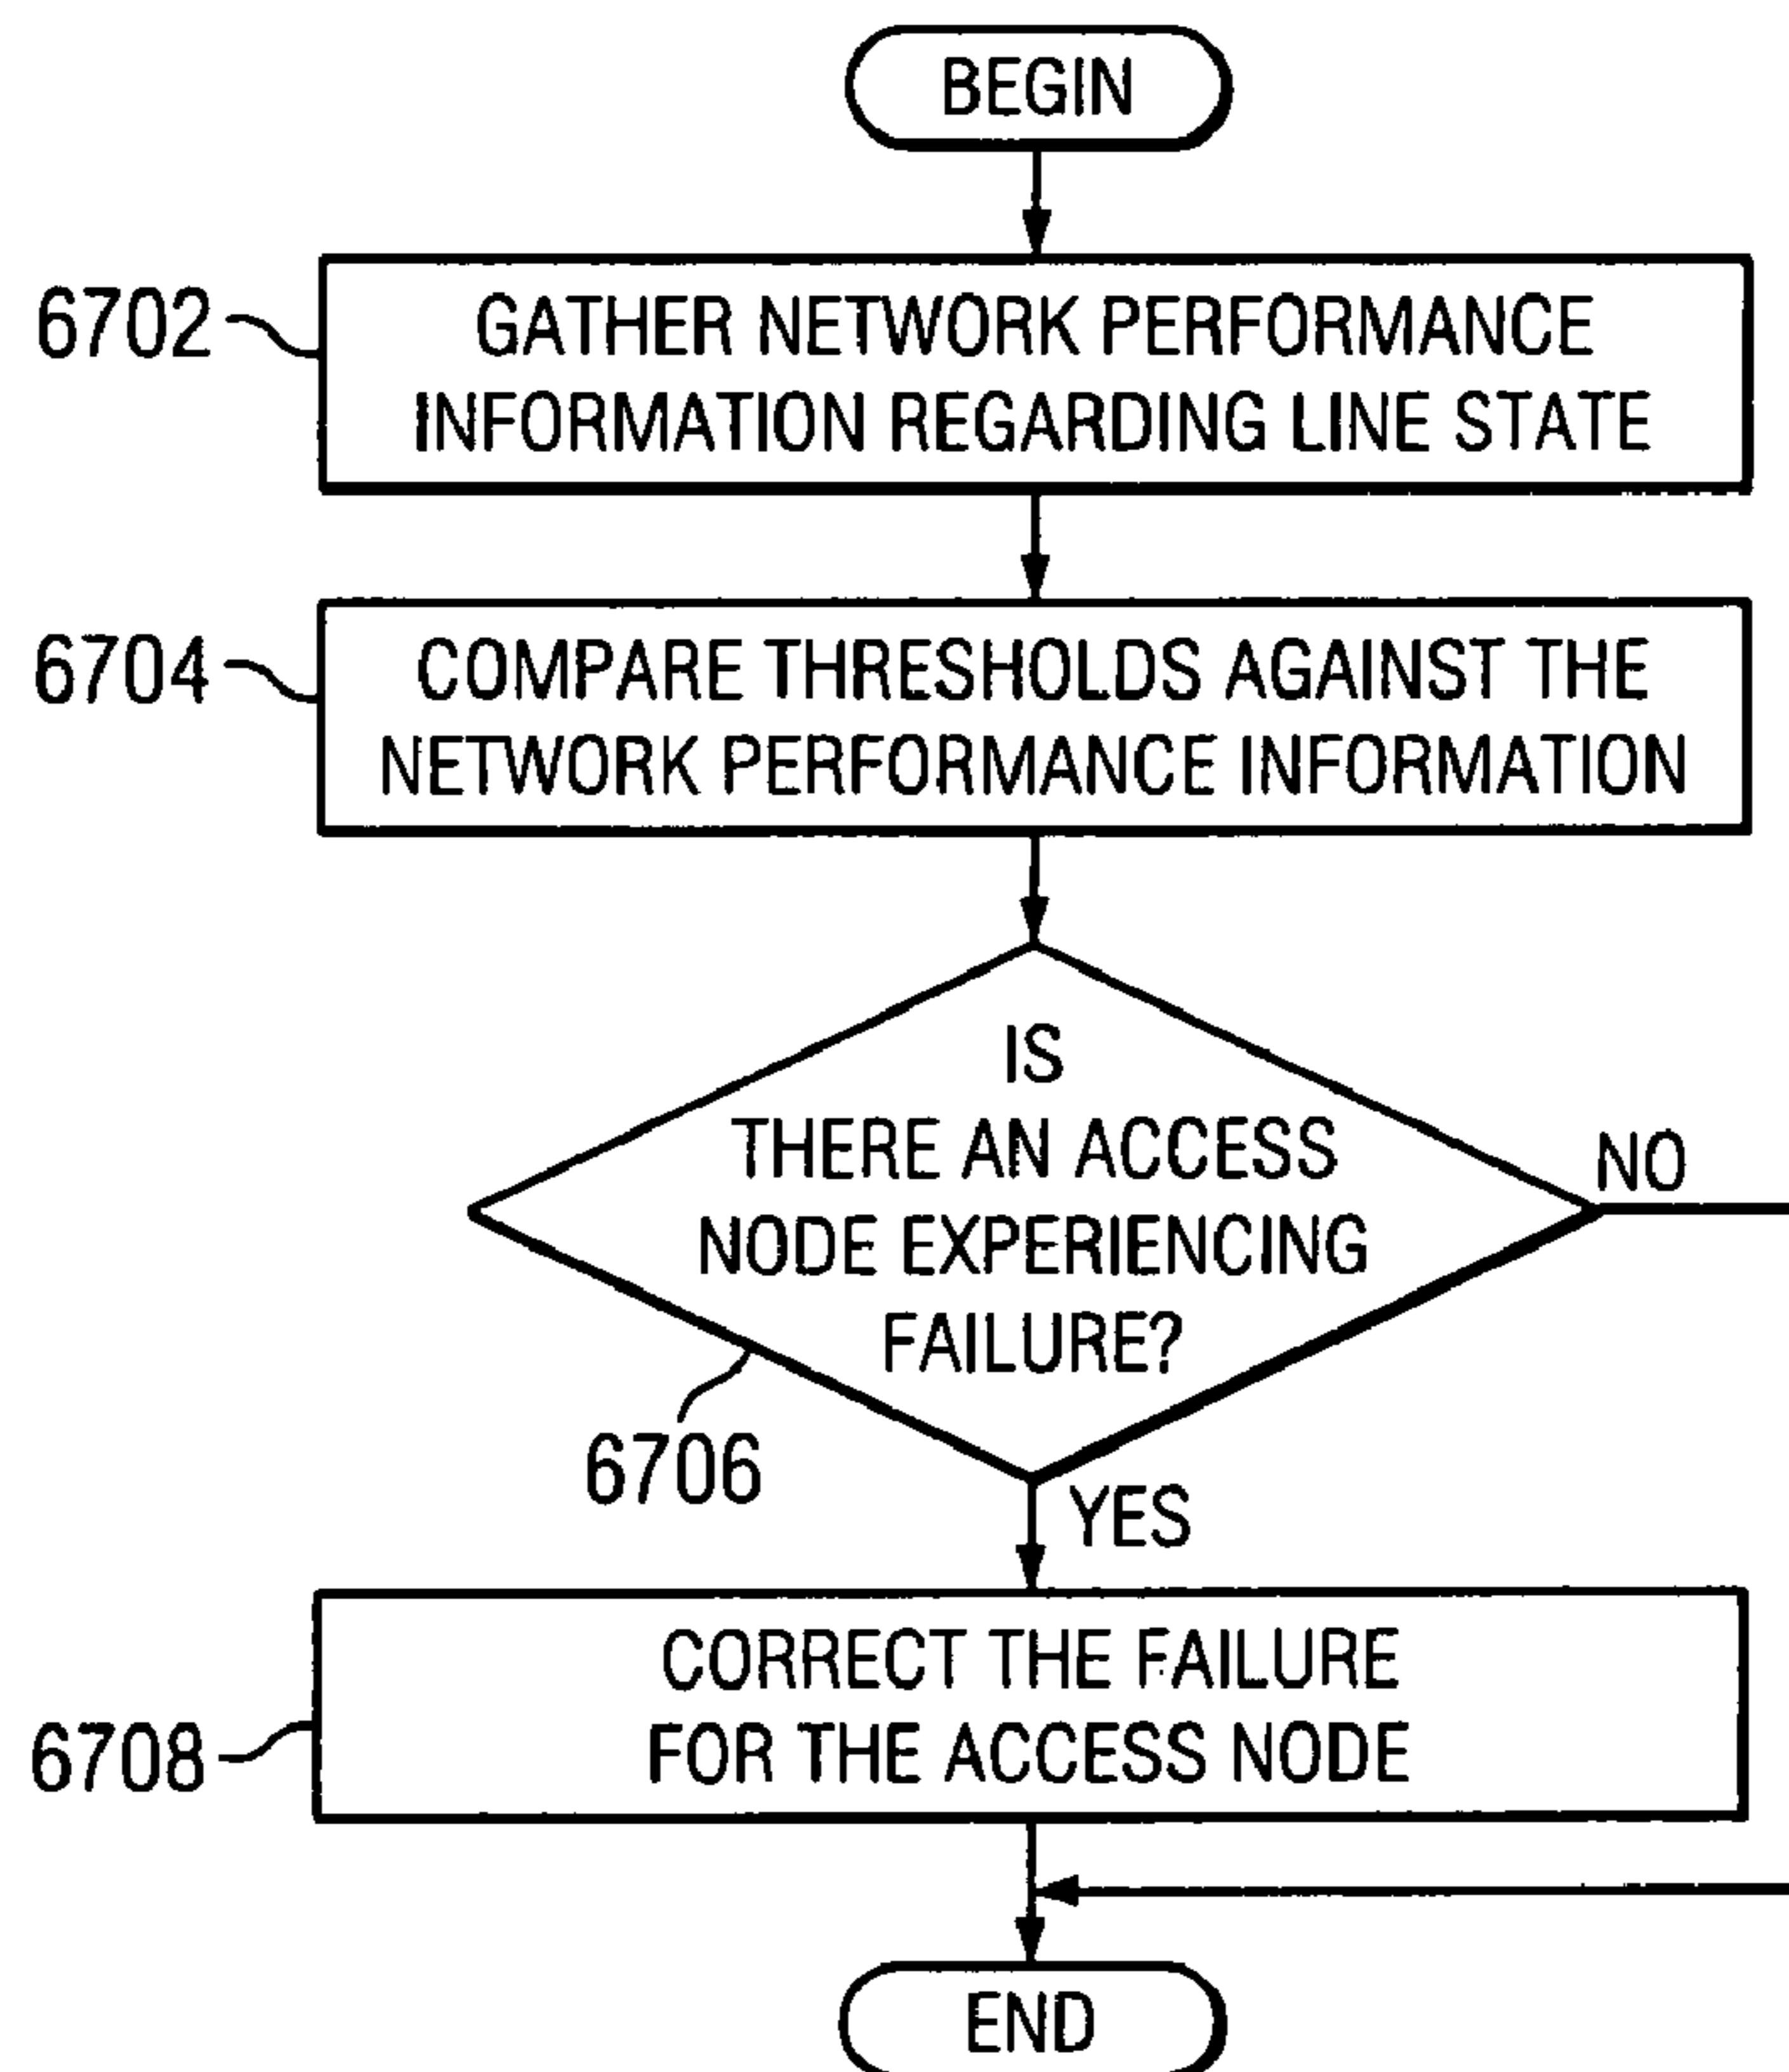 BEGIN
6702
GATHER NETWORK PERFORMANCE
INFORMATION REGARDING LINE STATE
6704
COMPARE THRESHOLDS AGAINST THE
NETWORK PERFORMANCE INFORMATION
IS
THERE AN ACCESS
NODE EXPERIENCING
FAILURE?
NO
6706
YES
CORRECT THE FAILURE
FOR THE ACCESS NODE
6708
END